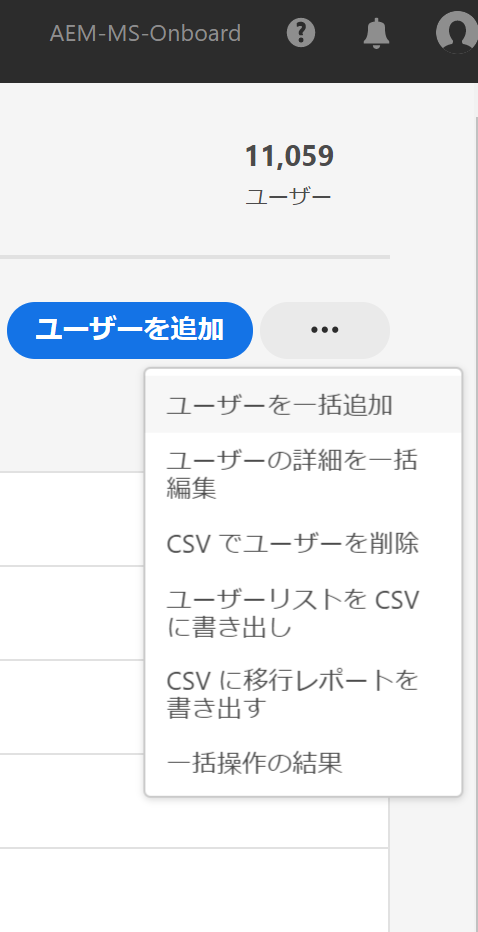 AEM-MS-Onboard
11,059
ユーザー
ユーザーを追加
ユーザーを一括追加
ユーザーの詳細を一括
編集
CSV でユーザーを削除
ユーザーリストを CSV
に書き出し
CSV に移行レポートを
書き出す
一括操作の結果